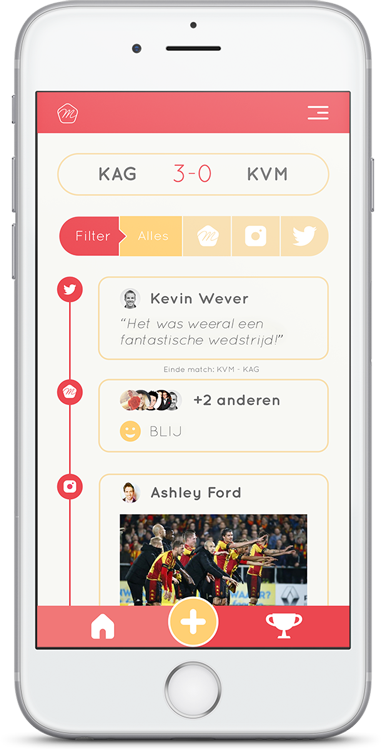 KAG 3-0 KVM
Filter Alles
Kevin Wever
“Het was weeral een
fantastische wedstrijd!”
Einde match: KVM - KAG
+2 anderen
BLIJ
Ashley Ford